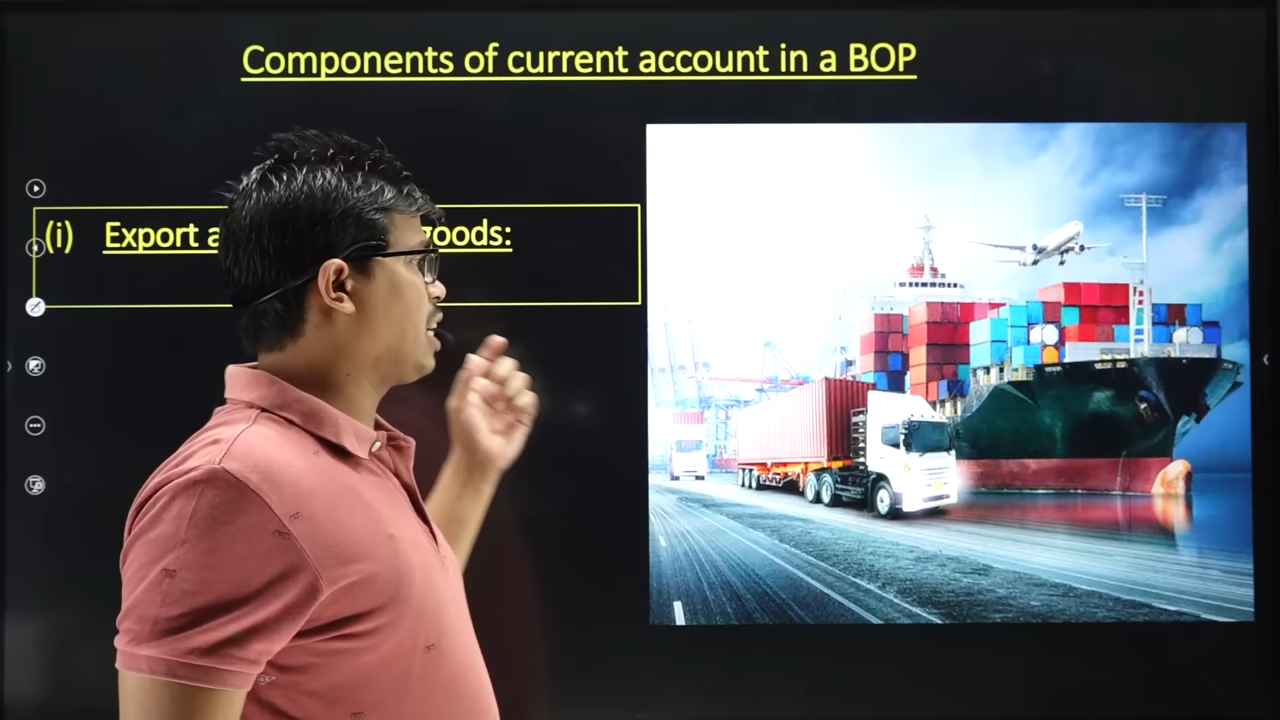 Components of current account in a BOP
(i) Export a goods: